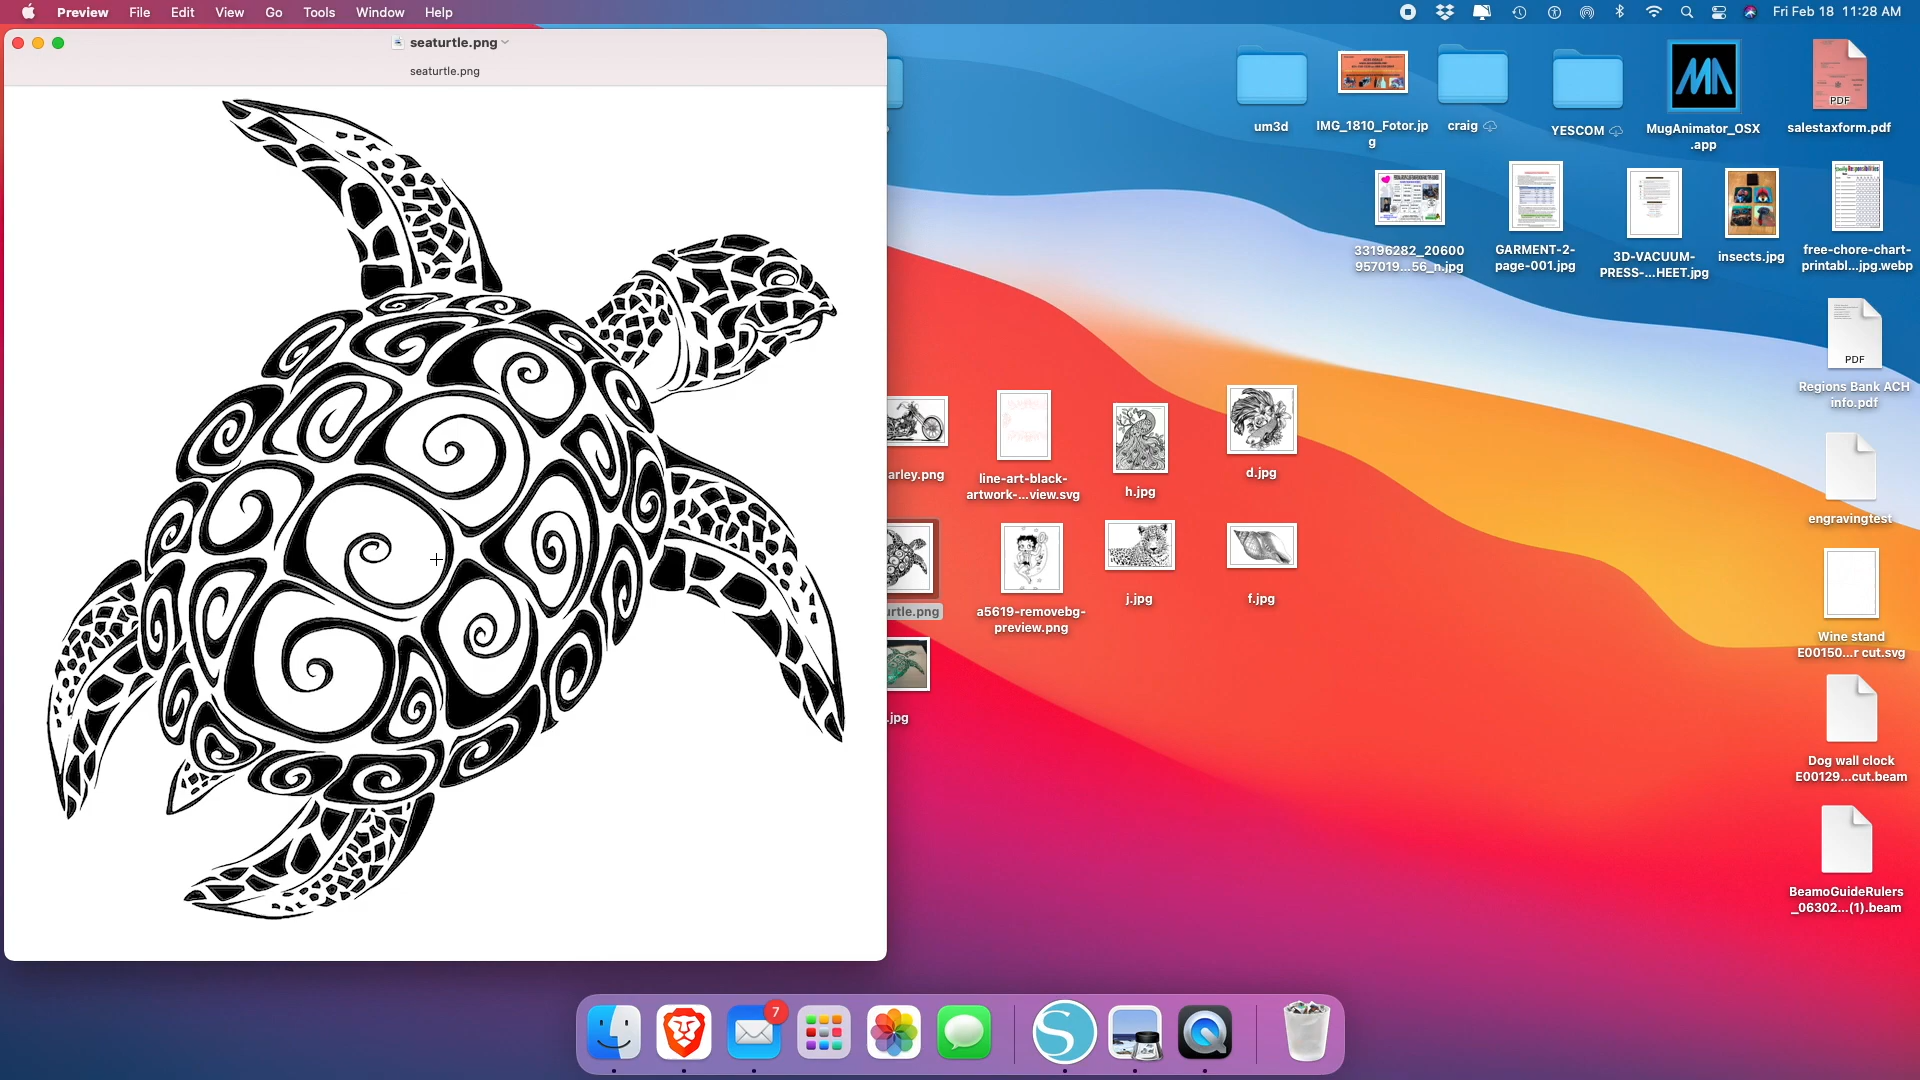 Preview File Edit View Go Tools Window Help
Fri Feb 18 11:28 AM
seaturtle.png
seaturtle.png
um3d
IMG_1810_Fotor.jp
g
craig
YESCOM
MugAnimator_OSX
.app
PDF
salestaxform.pdf
33196282_20600
957019...56_n.jpg
GARMENT-2-
page-001.jpg
3D-VACUUM-
PRESS-...HEET.jpg
insects.jpg
free-chore-chart-
printabl...jpg.webp
PDF
Regions Bank ACH
info.pdf
arley.png
line-art-black-
artwork-...view.svg
h.jpg
d.jpg
engravingtest
urtle.png
a5619-removebg-
preview.png
j.jpg
f.jpg
Wine stand
E00150...r cut.svg
.jpg
Dog wall clock
E00129...cut.beam
BeamoGuideRulers
_06302...(1).beam
7